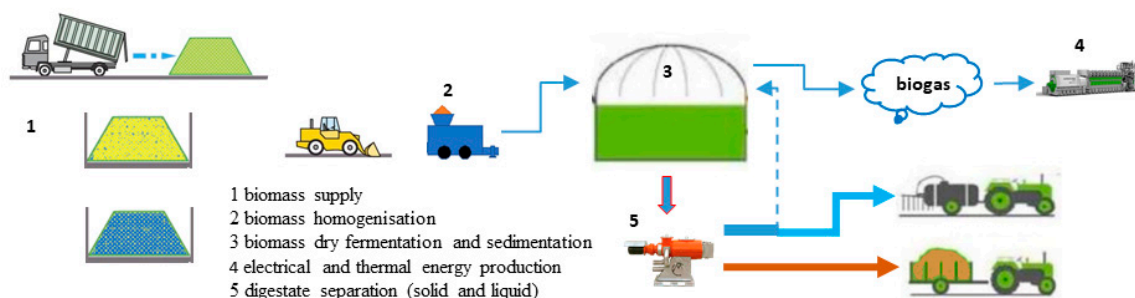 4
3
biogas
2
1
1 biomass supply
2 biomass homogenisation
3 biomass dry fermentation and sedimentation
4 electrical and thermal energy production
5 digestate separation (solid and liquid)
5